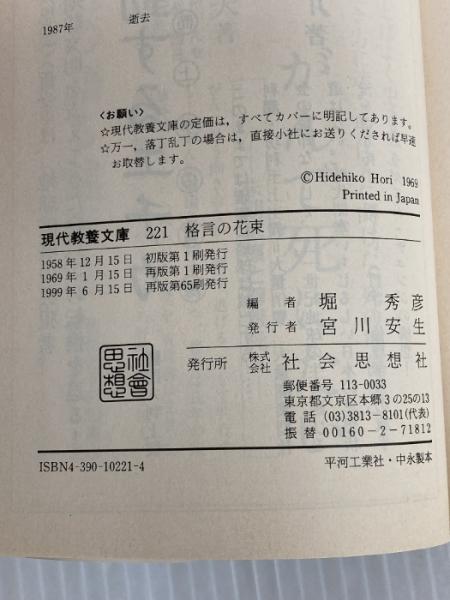 1987年 逝去
〈お願い〉
☆現代教養文庫の定価は，すべてカバーに明記してあります。
☆万一，落丁乱丁の場合は，直接小社にお送りくだされば早速
お取替します。
©Hidehiko Hori 1969
Printed in Japan
現代教養文庫 221 格言の花束
1958年12月15日 初版第1刷発行
1969年1月15日 再版第1刷発行
1999年6月15日 再版第65刷発行
編者 堀秀彦
発行者 宮川安生
発行所 株式会社 社会思想社
郵便番号 113-0033
東京都文京区本郷3の25の13
電話 (03)3813-8101(代表)
振替 00160-2-71812
社會思想
ISBN4-390-10221-4
平河工業社・中永製本